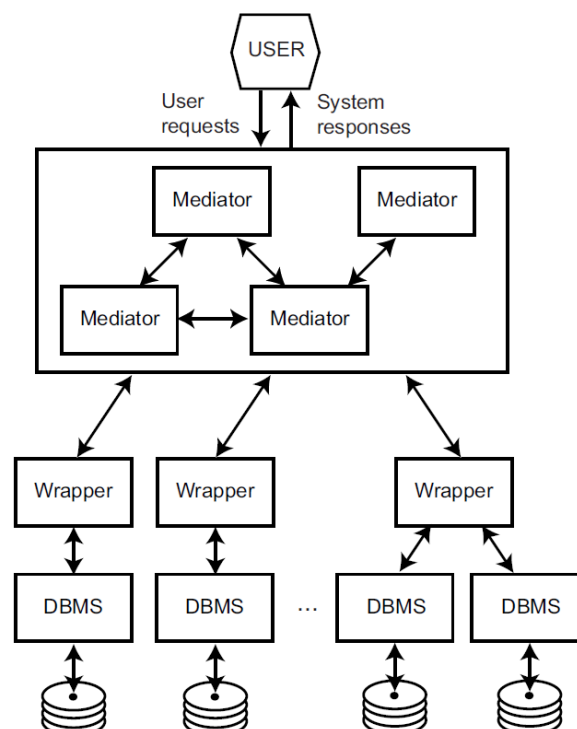 USER
User
requests
System
responses
Mediator
Mediator
Mediator
Mediator
Wrapper
Wrapper
Wrapper
DBMS
DBMS
...
DBMS
DBMS